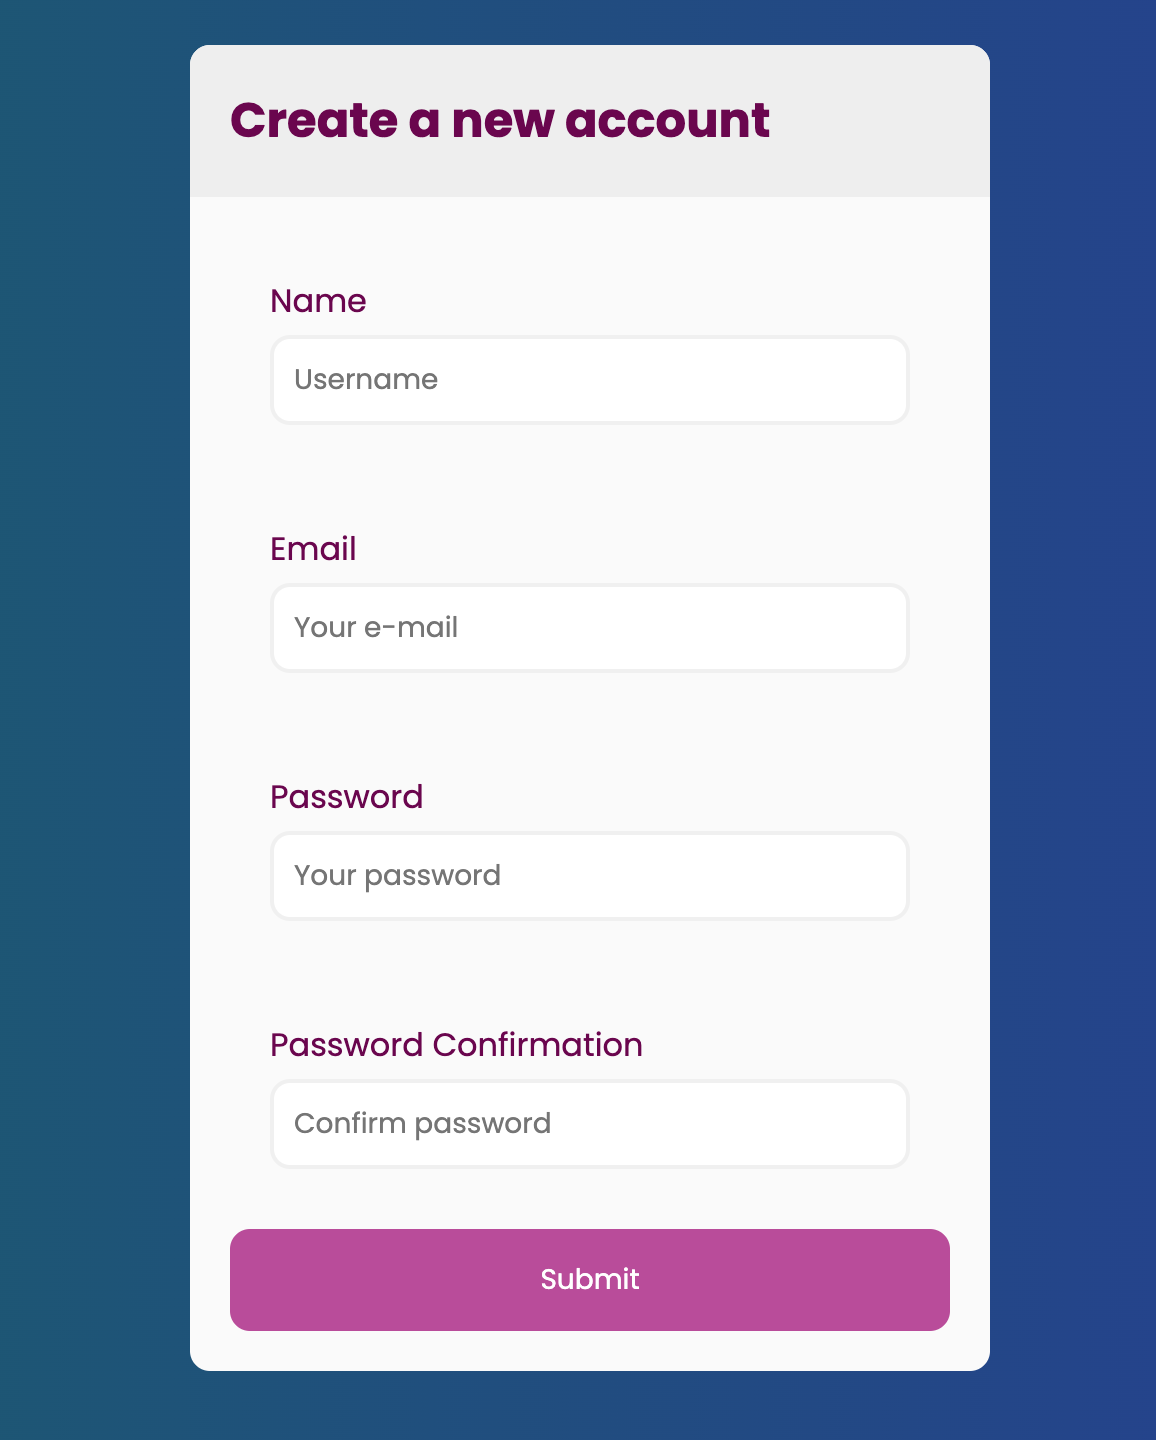 Create a new account
Name
Username
Email
Your e-mail
Password
Your password
Password Confirmation
Confirm password
Submit